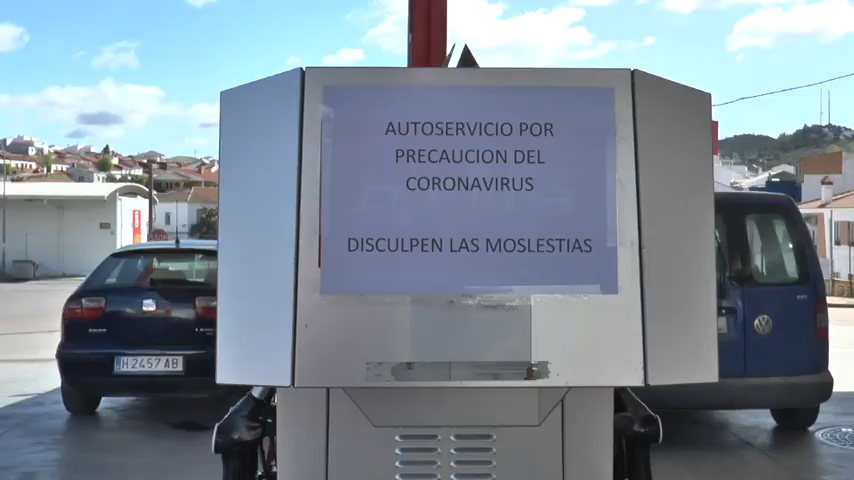 AUTOSERVICIO POR
PRECAUCION DEL
CORONAVIRUS
DISCULPEN LAS MOSLESTIAS
H 2457 AB